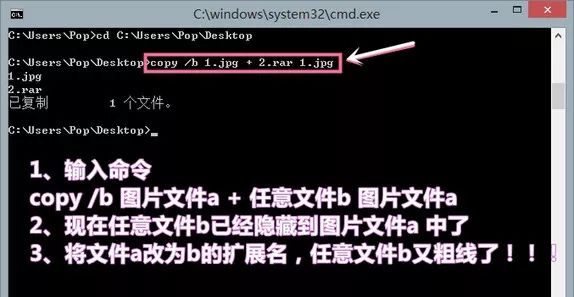 C:\windows\system32\cmd.exe
C:\Users\Pop>cd C:\Users\Pop\Desktop
C:\Users\Pop\Desktop>copy /b 1.jpg + 2.rar 1.jpg
1.jpg
2.rar
已复制         1 个文件。
C:\Users\Pop\Desktop>_
1、输入命令
copy /b 图片文件a + 任意文件b 图片文件a
2、现在任意文件b已经隐藏到图片文件a 中了
3、将文件a改为b的扩展名，任意文件b又粗线了！！！